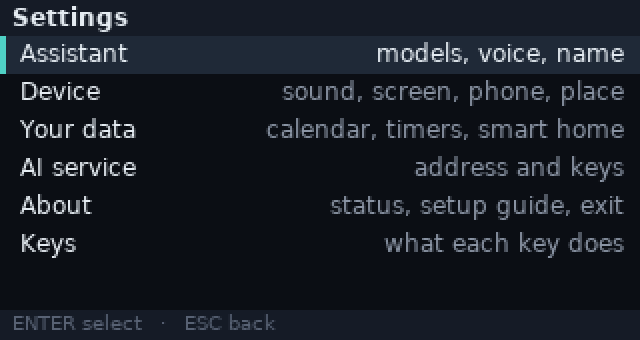 Settings
Assistant models, voice, name
Device sound, screen, phone, place
Your data calendar, timers, smart home
AI service address and keys
About status, setup guide, exit
Keys what each key does
ENTER select · ESC back